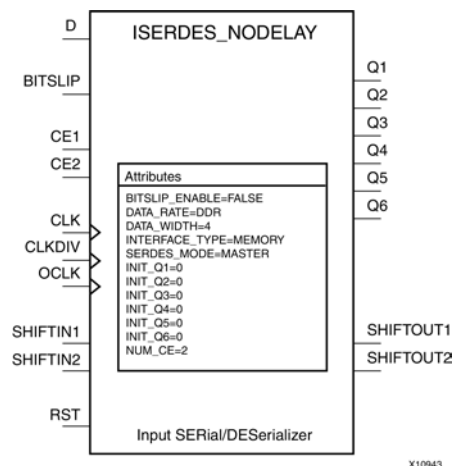 D
ISERDES_NODELAY
Q1
BITSLIP
Q2
Q3
CE1
Q4
CE2
Q5
Q6
Attributes
BITSLIP_ENABLE=FALSE
DATA_RATE=DDR
DATA_WIDTH=4
INTERFACE_TYPE=MEMORY
SERDES_MODE=MASTER
INIT_Q1=0
INIT_Q2=0
INIT_Q3=0
INIT_Q4=0
INIT_Q5=0
INIT_Q6=0
NUM_CE=2
CLK
CLKDIV
OCLK
SHIFTIN1
SHIFTOUT1
SHIFTIN2
SHIFTOUT2
RST
Input SERial/DESerializer
X10943